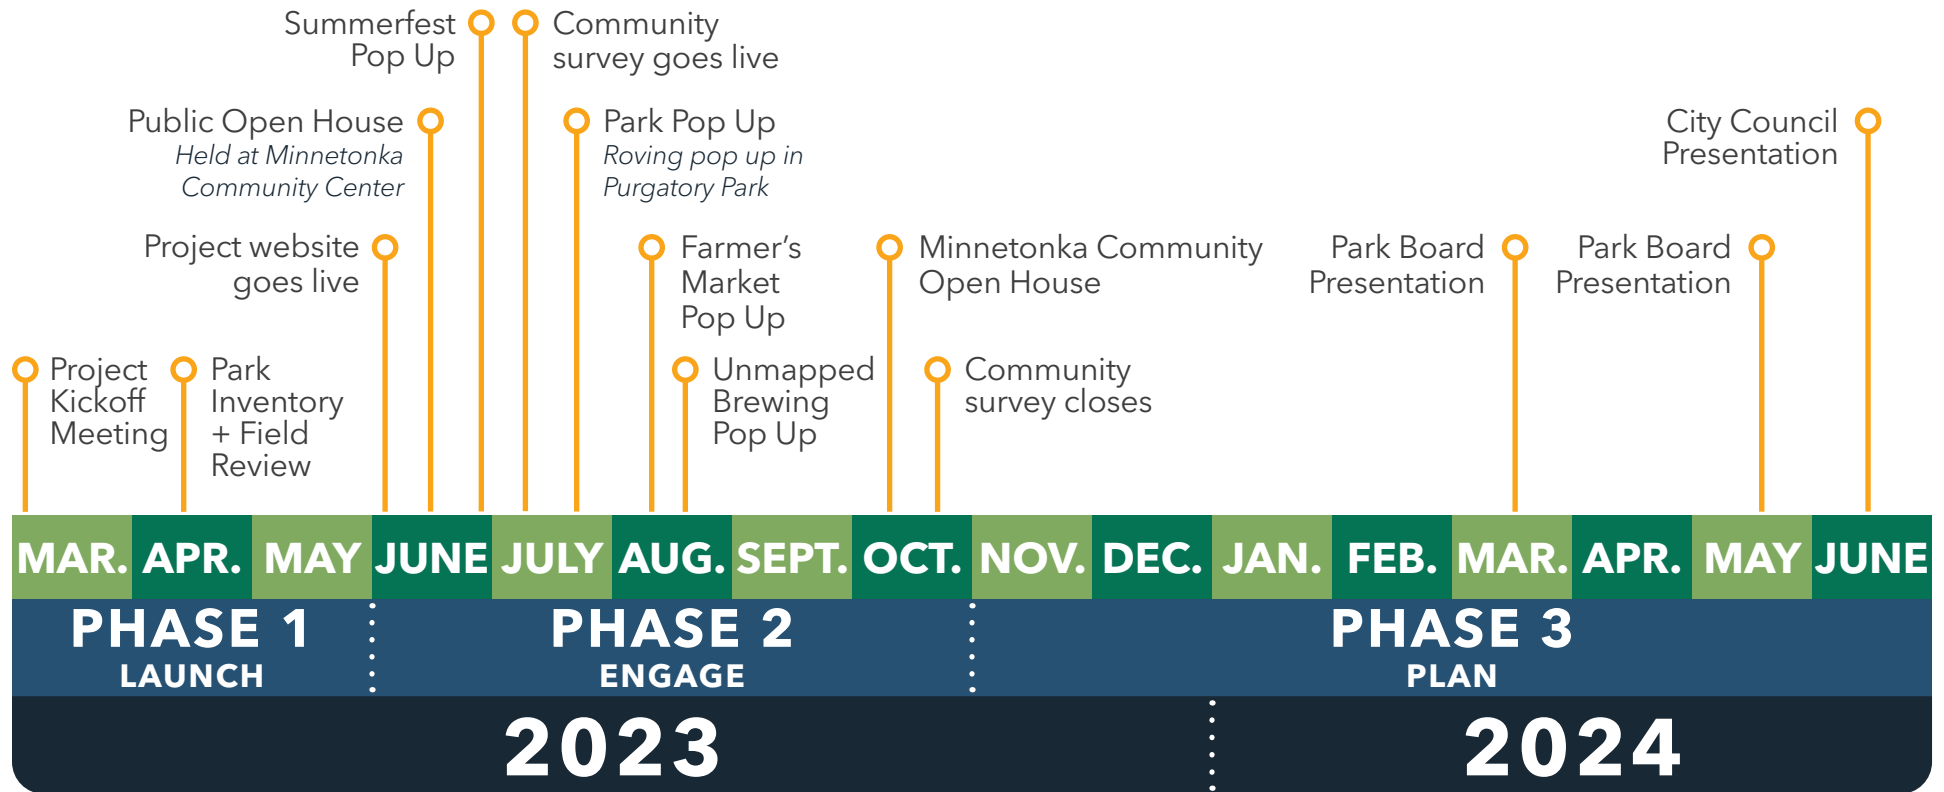 Summerfest
Pop Up
Community
survey goes live
Public Open House
Held at Minnetonka
Community Center
Park Pop Up
Roving pop up in
Purgatory Park
City Council
Presentation
Project website
goes live
Farmer’s
Market
Pop Up
Minnetonka Community
Open House
Park Board
Presentation
Park Board
Presentation
Project
Kickoff
Meeting
Park
Inventory
+ Field
Review
Unmapped
Brewing
Pop Up
Community
survey closes
MAR. APR. MAY JUNE JULY AUG. SEPT. OCT. NOV. DEC. JAN. FEB. MAR. APR. MAY JUNE
PHASE 1
LAUNCH
PHASE 2
ENGAGE
PHASE 3
PLAN
2023
2024